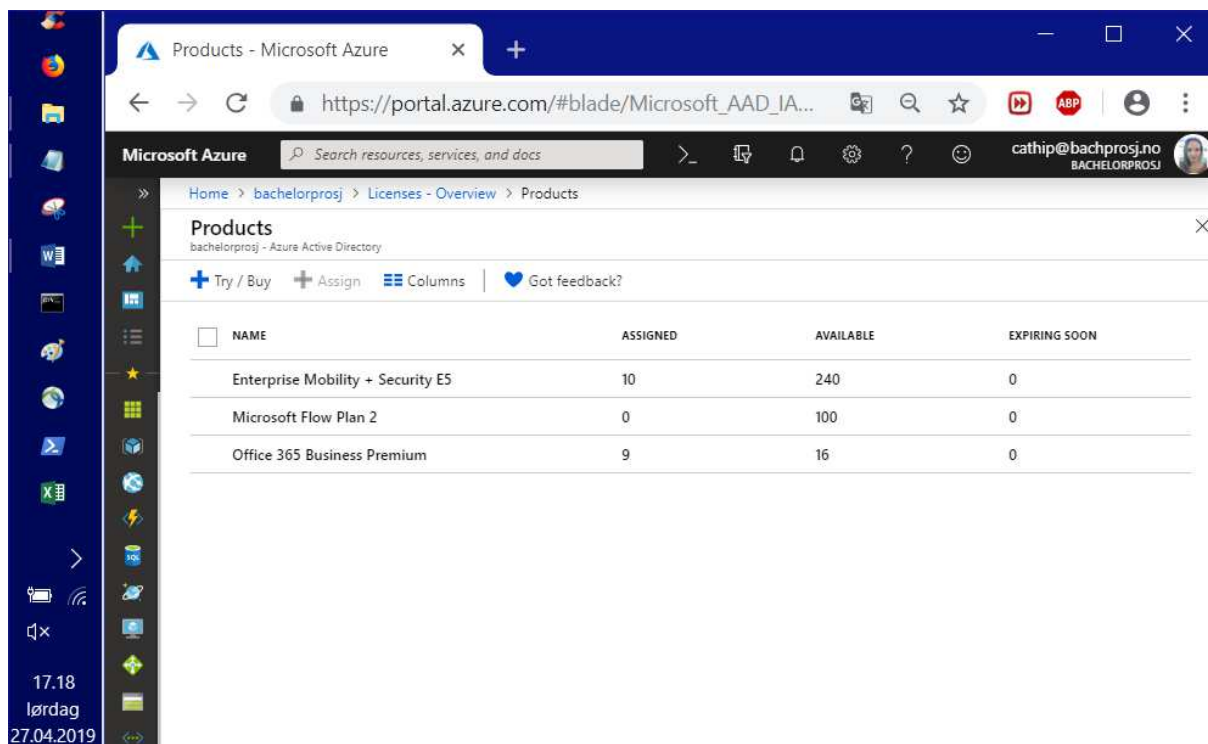 Products - Microsoft Azure
https://portal.azure.com/#blade/Microsoft_AAD_IA...
ABP
Microsoft Azure
Search resources, services, and docs
cathip@bachprosj.no
BACHELORPROSJ
Home > bachelorprosj > Licenses - Overview > Products
Products
bachelorprosj - Azure Active Directory
Try / Buy Assign Columns Got feedback?
NAME ASSIGNED AVAILABLE EXPIRING SOON
Enterprise Mobility + Security E5 10 240 0
Microsoft Flow Plan 2 0 100 0
Office 365 Business Premium 9 16 0
SQL
17.18
lørdag
27.04.2019